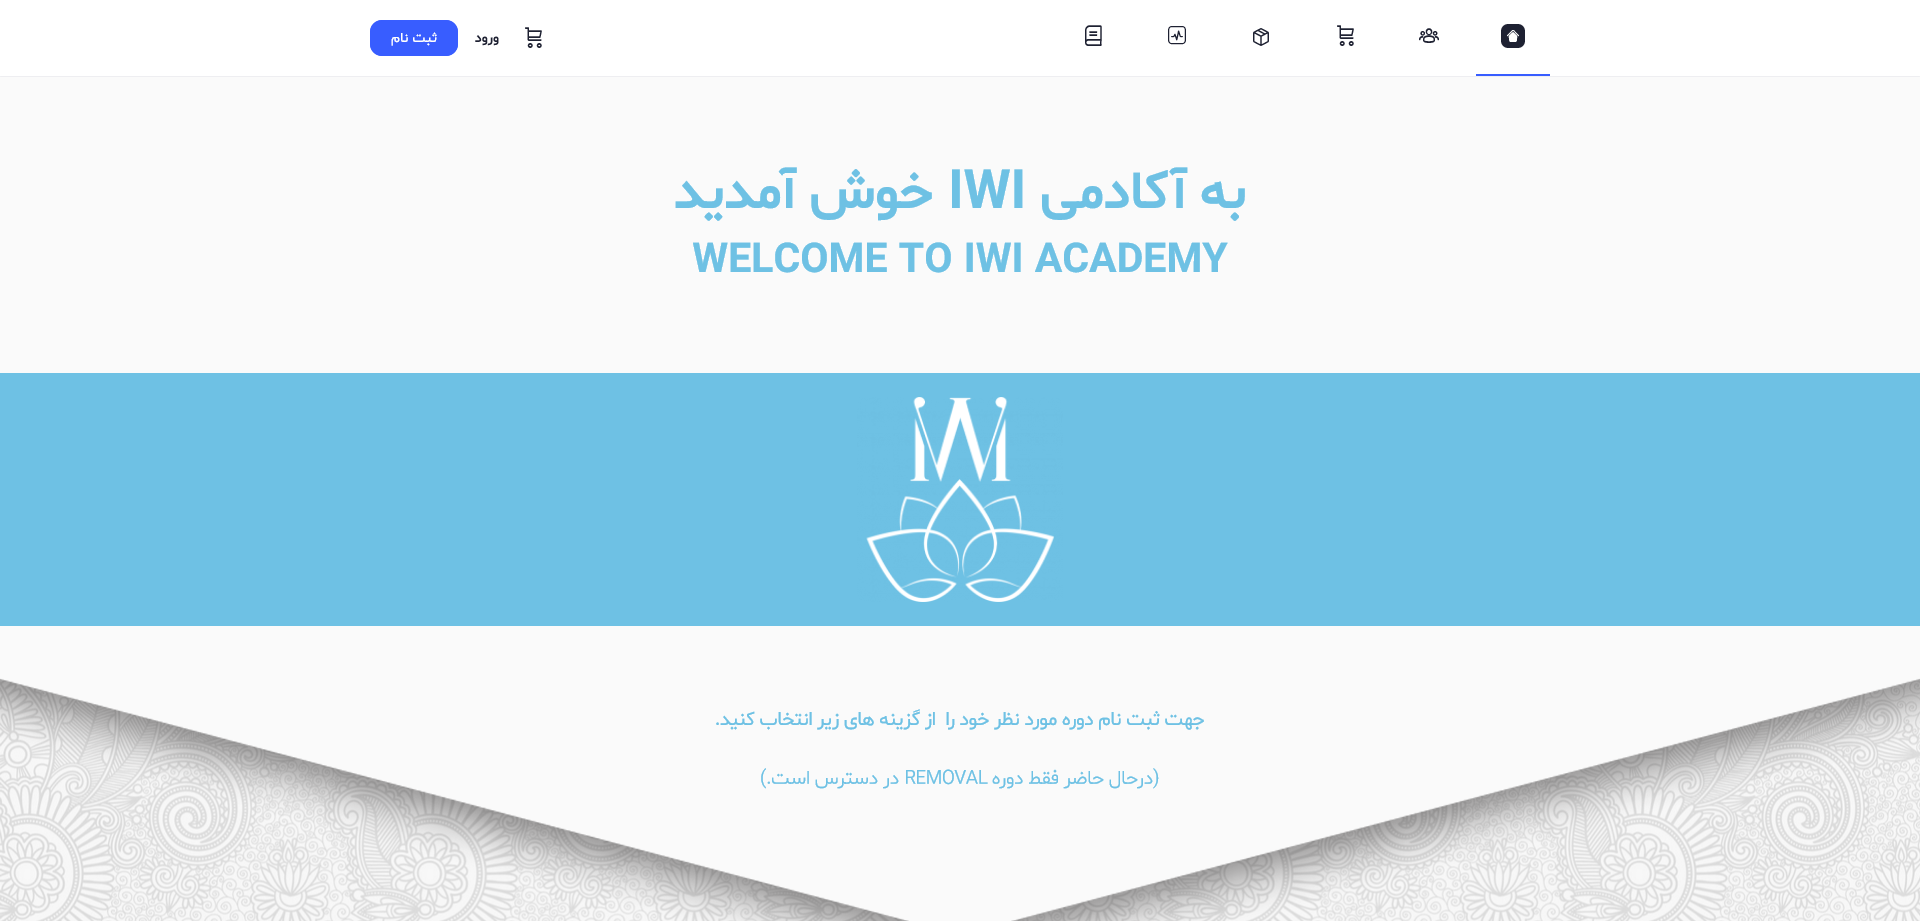 ورود
ثبت نام
به آکادمی IWI خوش آمدید
WELCOME TO IWI ACADEMY
IWI
جهت ثبت نام دوره مورد نظر خود را از گزینه های زیر انتخاب کنید.
(درحال حاضر فقط دوره REMOVAL در دسترس است.)